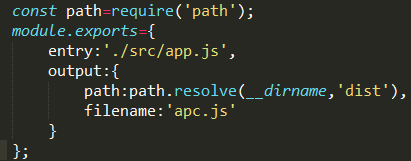 const path=require('path');
module.exports={
    entry:'./src/app.js',
    output:{
        path:path.resolve(__dirname,'dist'),
        filename:'apc.js'
    }
};